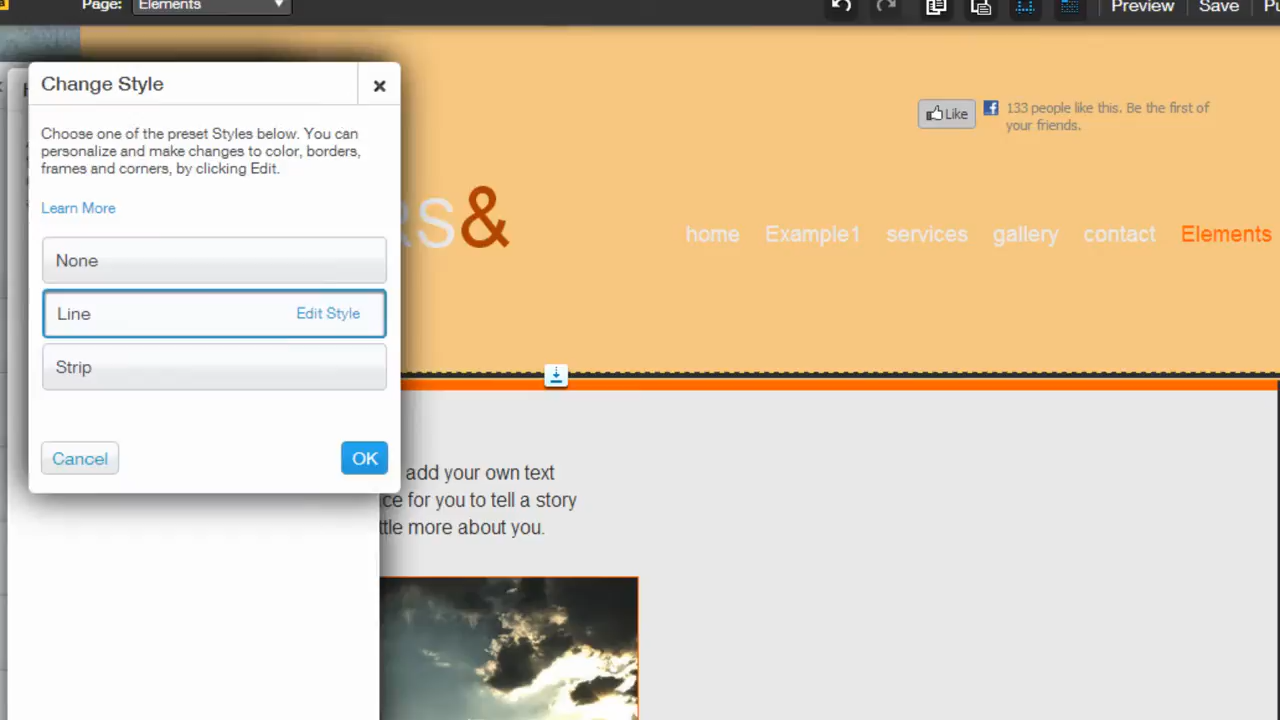 Page:
Elements
Preview
Save
Change Style
Choose one of the preset Styles below. You can
personalize and make changes to color, borders,
frames and corners, by clicking Edit.
Learn More
None
Line
Edit Style
Strip
Cancel
OK
Like
133 people like this. Be the first of
your friends.
S&
home
Example1
services
gallery
contact
Elements
add your own text
ce for you to tell a story
ttle more about you.